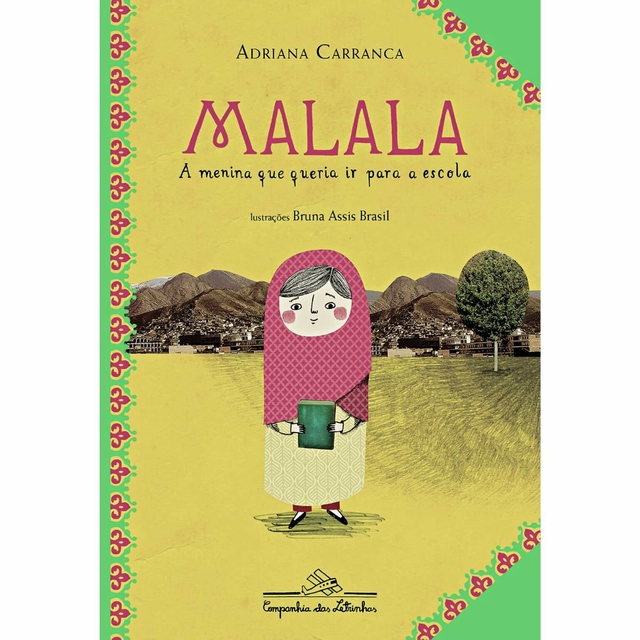 ADRIANA CARRANCA
MALALA
A menina que queria ir para a escola
lustrações Bruna Assis Brasil
Companhia das Letrinhas